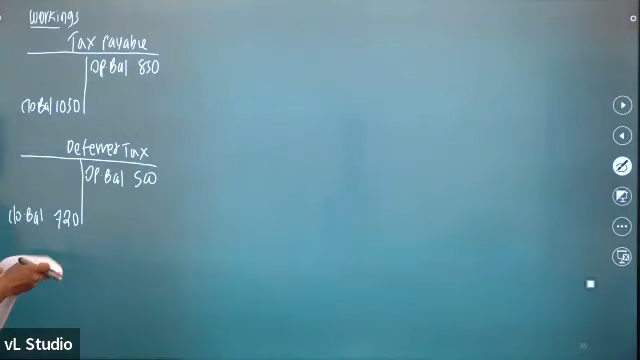 Workings
Tax Payable
Op.Bal 850
Clo Bal 1050
Deferred Tax
Op.Bal 500
Clo.Bal 720
vL Studio